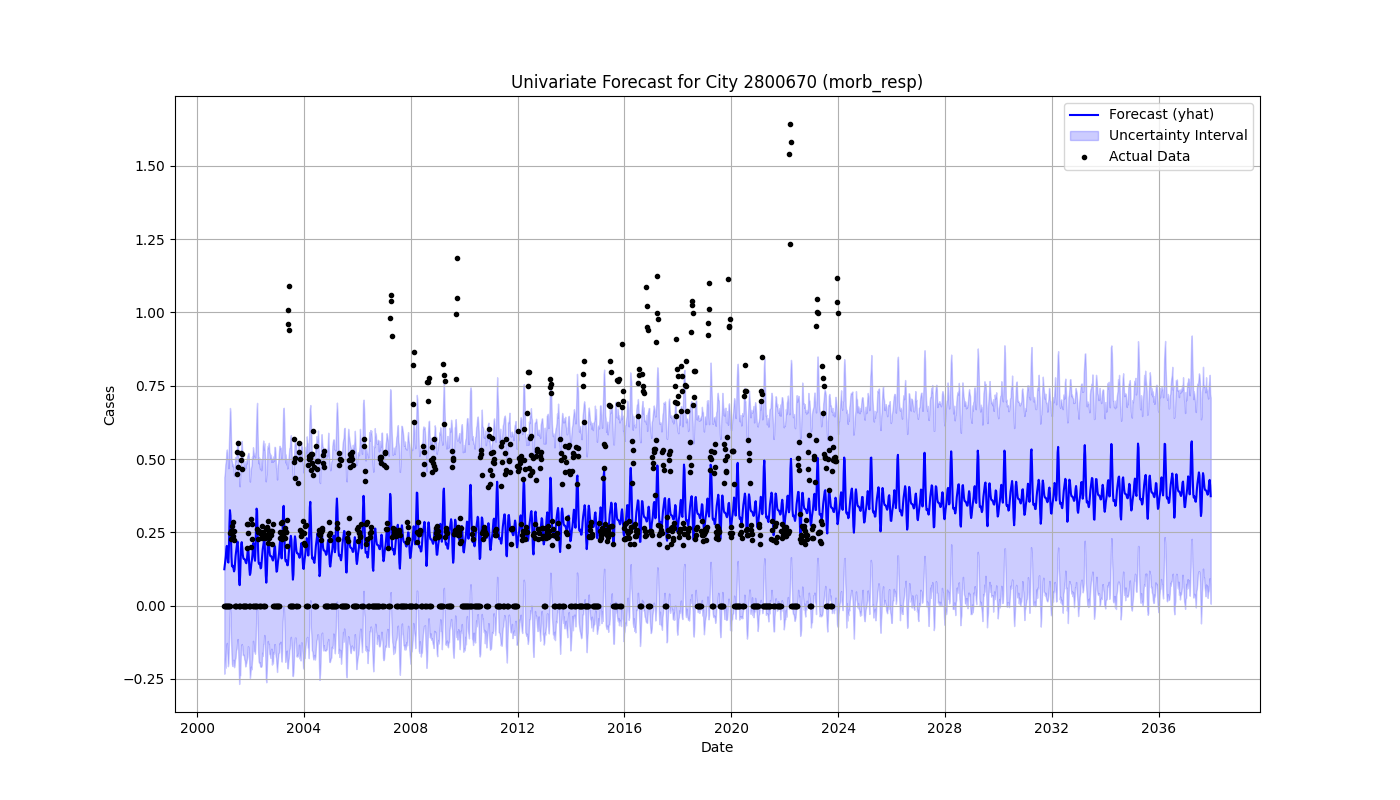 Univariate Forecast for City 2800670 (morb_resp)
Forecast (yhat)
Uncertainty Interval
Actual Data
Cases
1.50
1.25
1.00
0.75
0.50
0.25
0.00
−0.25
2000 2004 2008 2012 2016 2020 2024 2028 2032 2036
Date